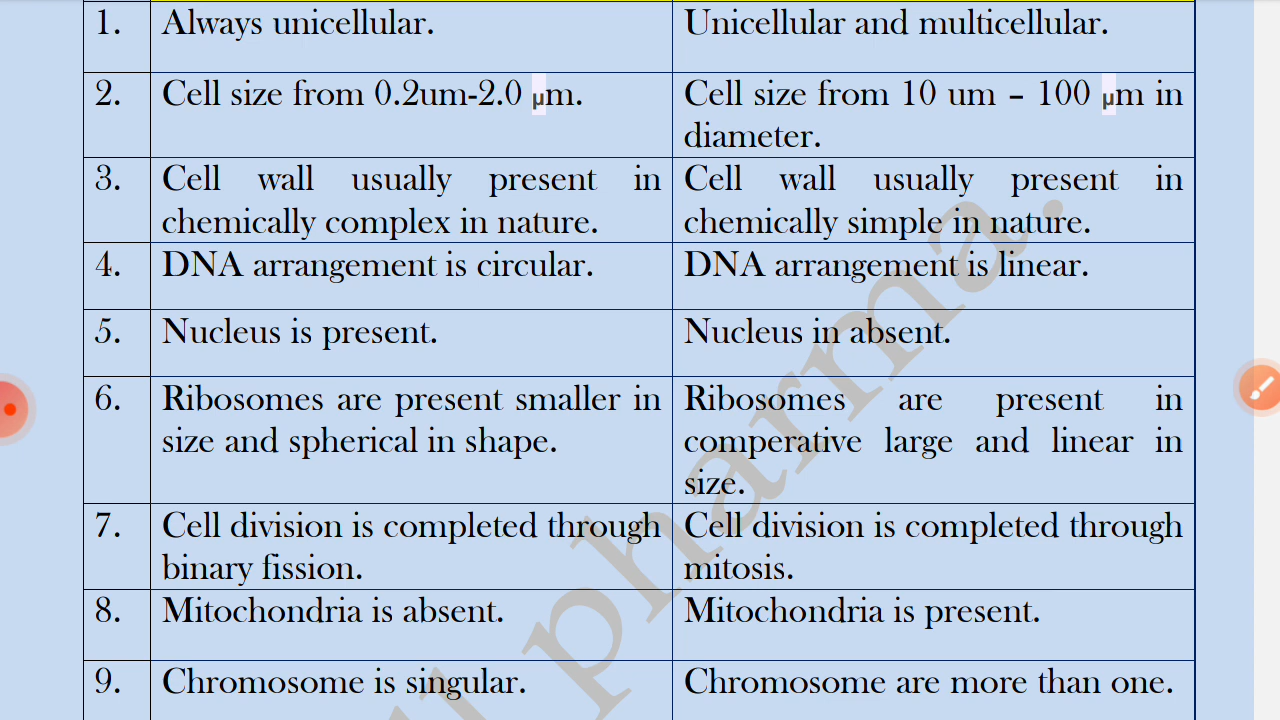 1. Always unicellular. Unicellular and multicellular.
2. Cell size from 0.2um-2.0 µm. Cell size from 10 um – 100 µm in
diameter.
3. Cell wall usually present in Cell wall usually present in
chemically complex in nature. chemically simple in nature.
4. DNA arrangement is circular. DNA arrangement is linear.
5. Nucleus is present. Nucleus in absent.
6. Ribosomes are present smaller in Ribosomes are present in
size and spherical in shape. comperative large and linear in
size.
7. Cell division is completed through Cell division is completed through
binary fission. mitosis.
8. Mitochondria is absent. Mitochondria is present.
9. Chromosome is singular. Chromosome are more than one.
pharma.